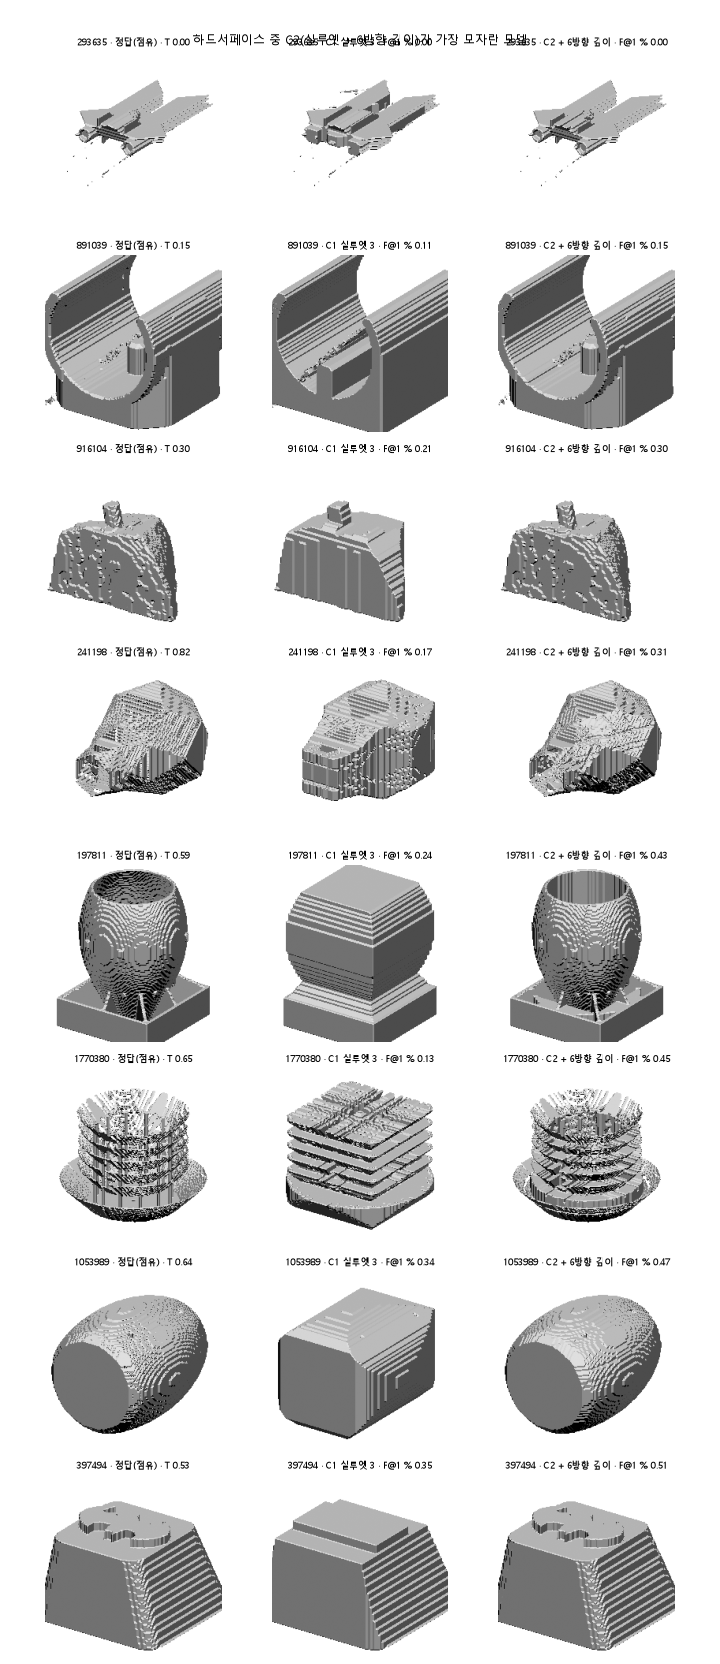 하드서페이스 중 C2(실루엣+6방향 깊이)가 가장 모자란 모델
293635 · 정답(점유) · T 0.00
293635 · C1 실루엣 3 · F@1 % 0.00
293635 · C2 + 6방향 깊이 · F@1 % 0.00
891039 · 정답(점유) · T 0.15
891039 · C1 실루엣 3 · F@1 % 0.11
891039 · C2 + 6방향 깊이 · F@1 % 0.15
916104 · 정답(점유) · T 0.30
916104 · C1 실루엣 3 · F@1 % 0.21
916104 · C2 + 6방향 깊이 · F@1 % 0.30
241198 · 정답(점유) · T 0.82
241198 · C1 실루엣 3 · F@1 % 0.17
241198 · C2 + 6방향 깊이 · F@1 % 0.31
197811 · 정답(점유) · T 0.59
197811 · C1 실루엣 3 · F@1 % 0.24
197811 · C2 + 6방향 깊이 · F@1 % 0.43
1770380 · 정답(점유) · T 0.65
1770380 · C1 실루엣 3 · F@1 % 0.13
1770380 · C2 + 6방향 깊이 · F@1 % 0.45
1053989 · 정답(점유) · T 0.64
1053989 · C1 실루엣 3 · F@1 % 0.34
1053989 · C2 + 6방향 깊이 · F@1 % 0.47
397494 · 정답(점유) · T 0.53
397494 · C1 실루엣 3 · F@1 % 0.35
397494 · C2 + 6방향 깊이 · F@1 % 0.51